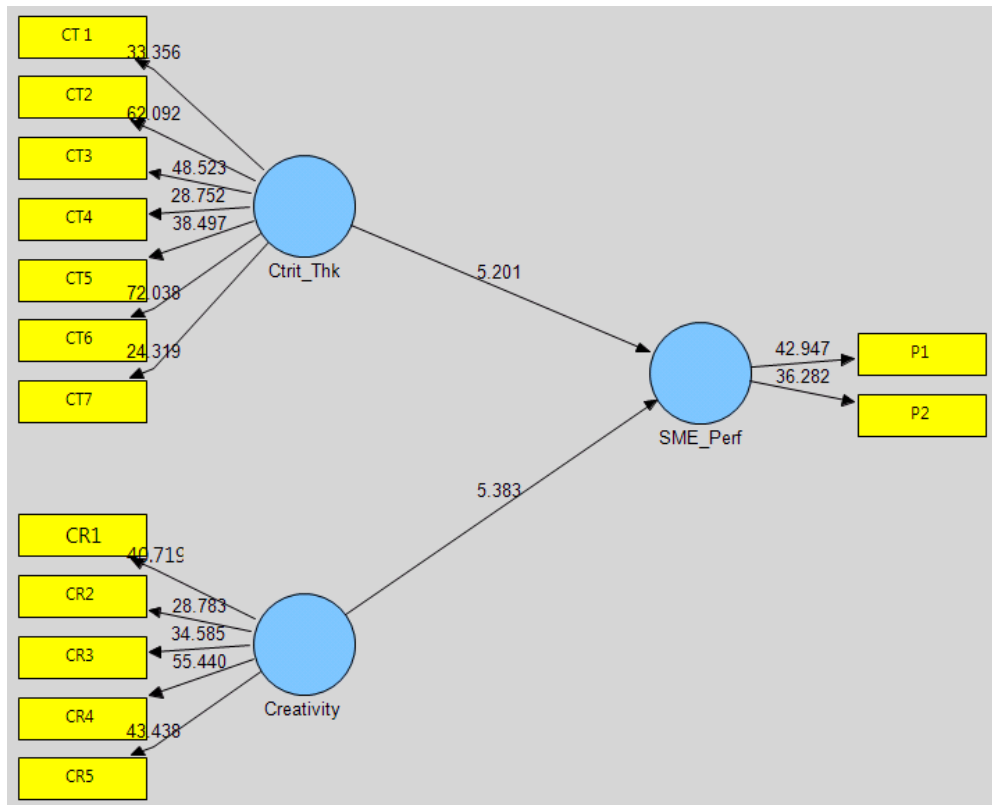 CT 1
33.356
CT2
62.092
CT3
48.523
28.752
CT4
38.497
Ctrit_Thk
5.201
CT5
72.038
CT6
24.319
CT7
42.947
P1
36.282
P2
SME_Perf
5.383
CR1
40.719
CR2
28.783
34.585
CR3
55.440
Creativity
CR4
43.438
CR5